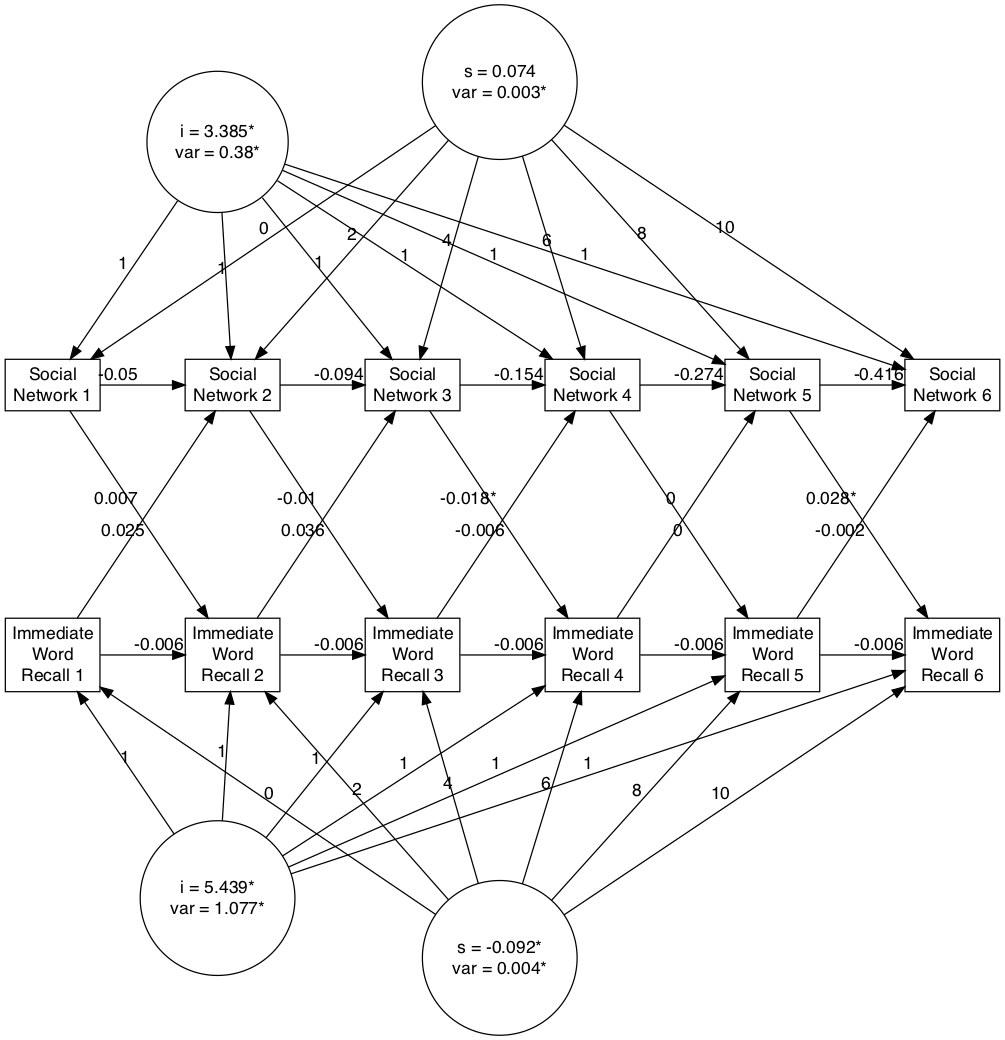 s = 0.074
var = 0.003*
i = 3.385*
var = 0.38*
0
2
4
6
8
10
1
1
1
1
1
1
Social
Network 1
-0.05
Social
Network 2
-0.094
Social
Network 3
-0.154
Social
Network 4
-0.274
Social
Network 5
-0.416
Social
Network 6
0.007
-0.01
-0.018*
0
0.028*
0.025
0.036
-0.006
0
-0.002
Immediate
Word
Recall 1
-0.006
Immediate
Word
Recall 2
-0.006
Immediate
Word
Recall 3
-0.006
Immediate
Word
Recall 4
-0.006
Immediate
Word
Recall 5
-0.006
Immediate
Word
Recall 6
1
1
1
1
1
1
0
2
4
6
8
10
i = 5.439*
var = 1.077*
s = -0.092*
var = 0.004*